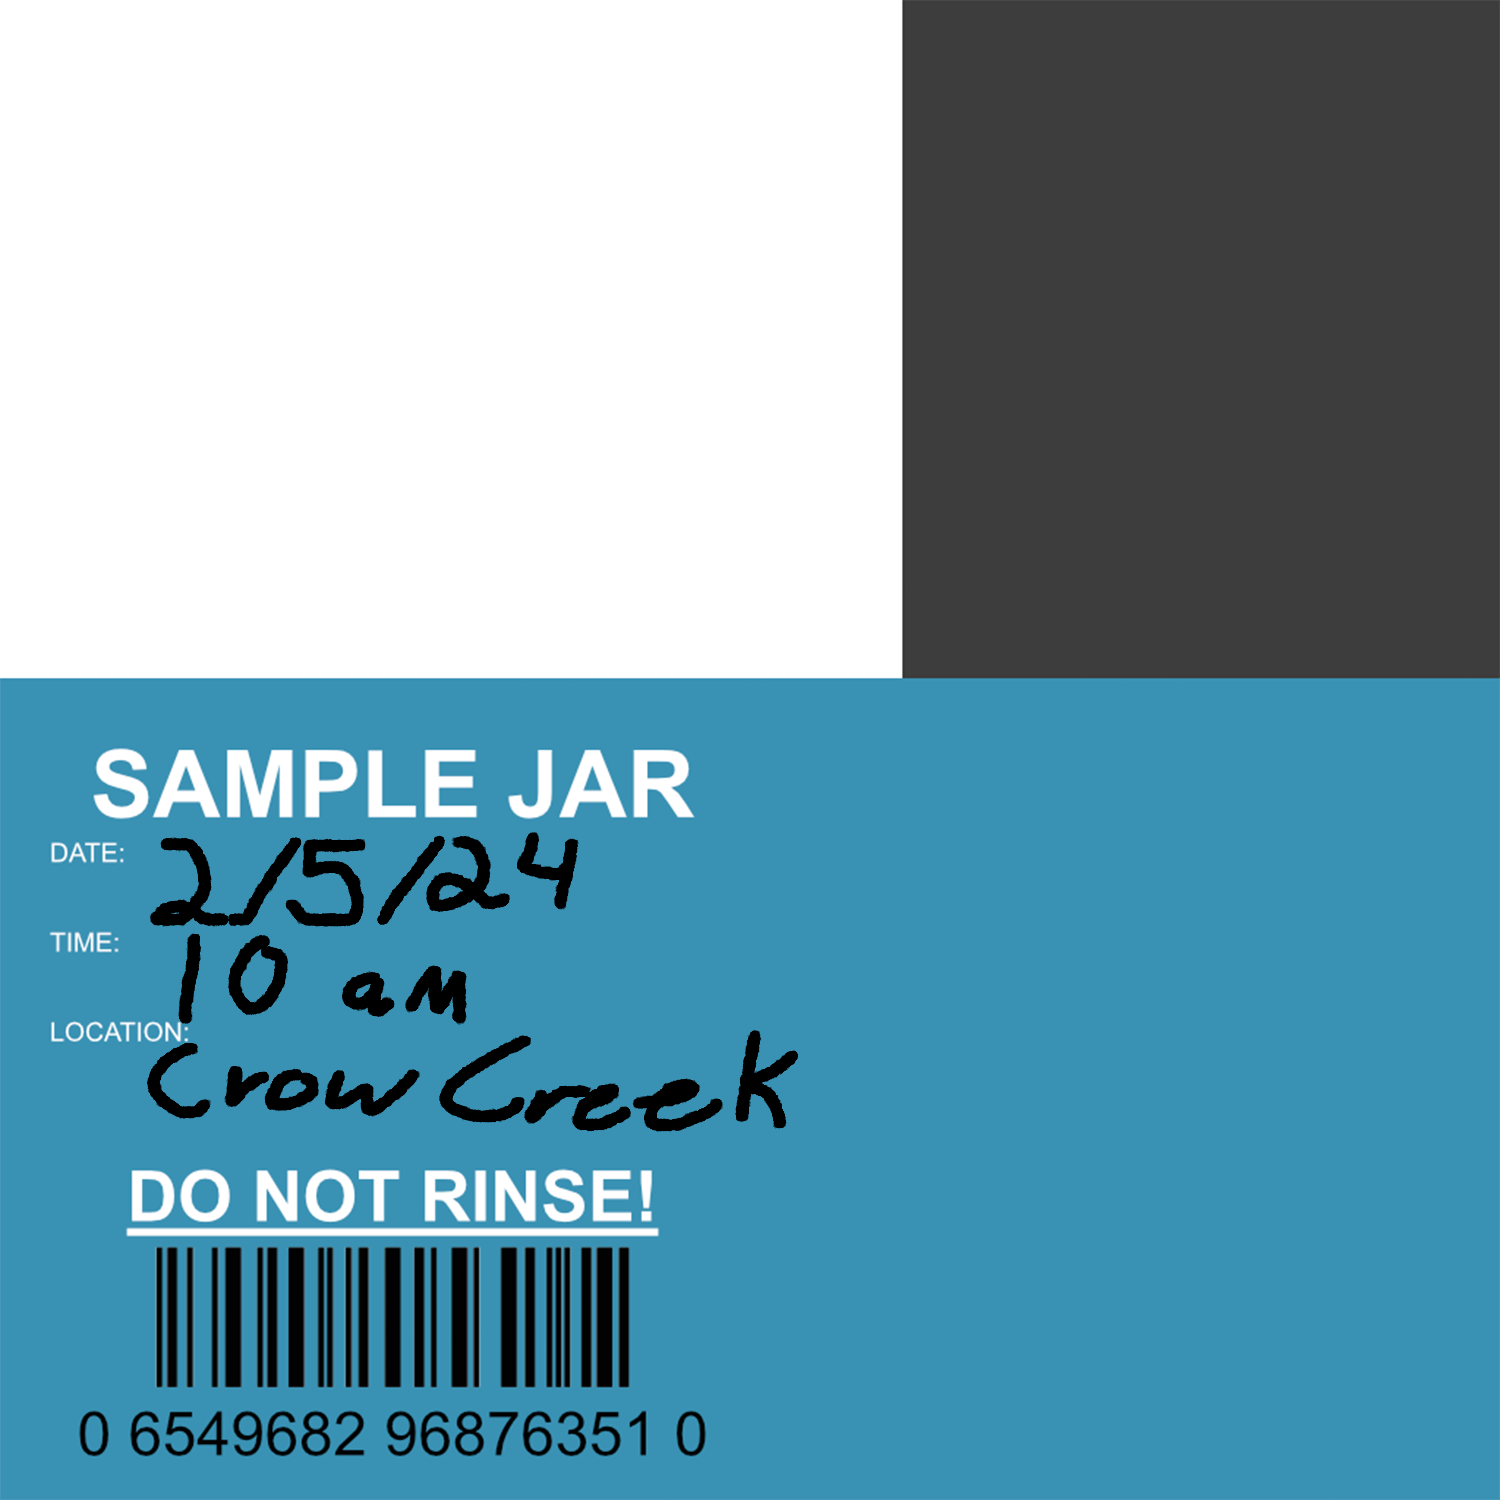 SAMPLE JAR
DATE: 2/5/24
TIME: 10 am
LOCATION: Crow Creek
DO NOT RINSE!
0 6549682 96876351 0